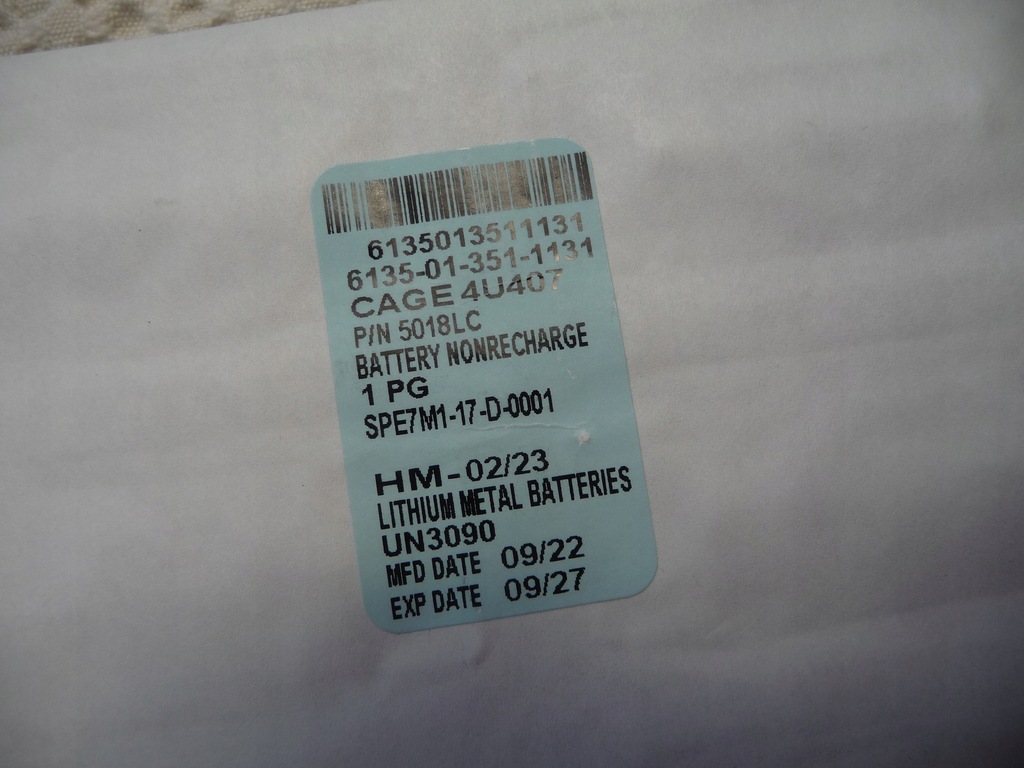 6135013511131
6135-01-351-1131
CAGE 4U407
P/N 5018LC
BATTERY NONRECHARGE
1 PG
SPE7M1-17-D-0001
HM-02/23
LITHIUM METAL BATTERIES
UN3090
MFD DATE 09/22
EXP DATE 09/27